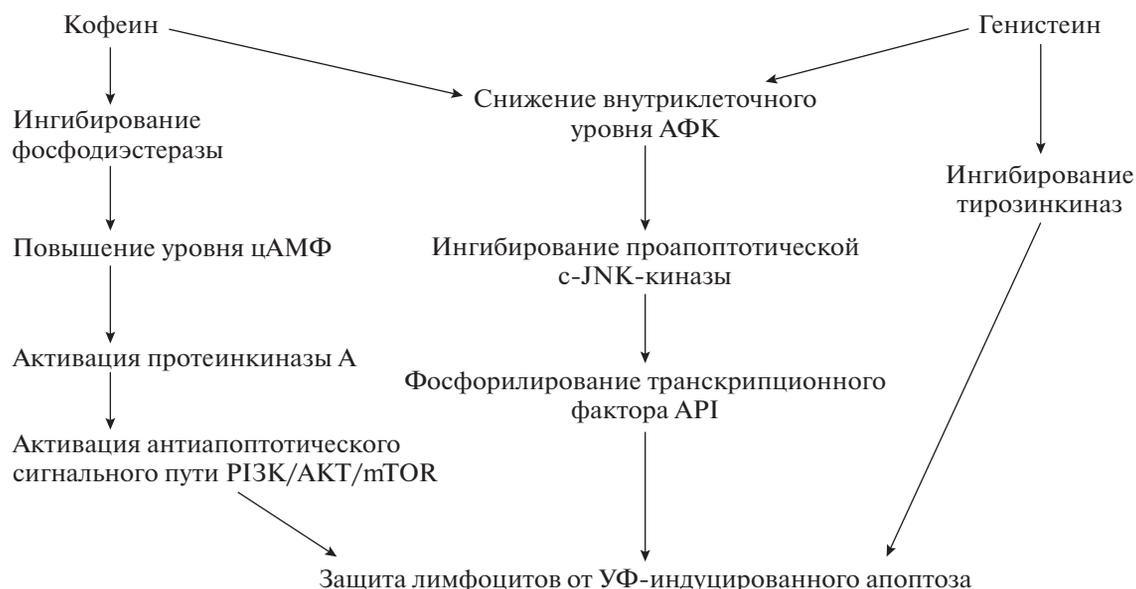 Кофеин
Генистеин
Ингибирование
фосфодиэстеразы
Снижение внутриклеточного
уровня АФК
Ингибирование
тирозинкиназ
Повышение уровня цАМФ
Ингибирование проапоптотической
с-JNK-киназы
Активация протеинкиназы А
Фосфорилирование транскрипционного
фактора API
Активация антиапоптотического
сигнального пути PI3K/AKT/mTOR
Защита лимфоцитов от УФ-индуцированного апоптоза